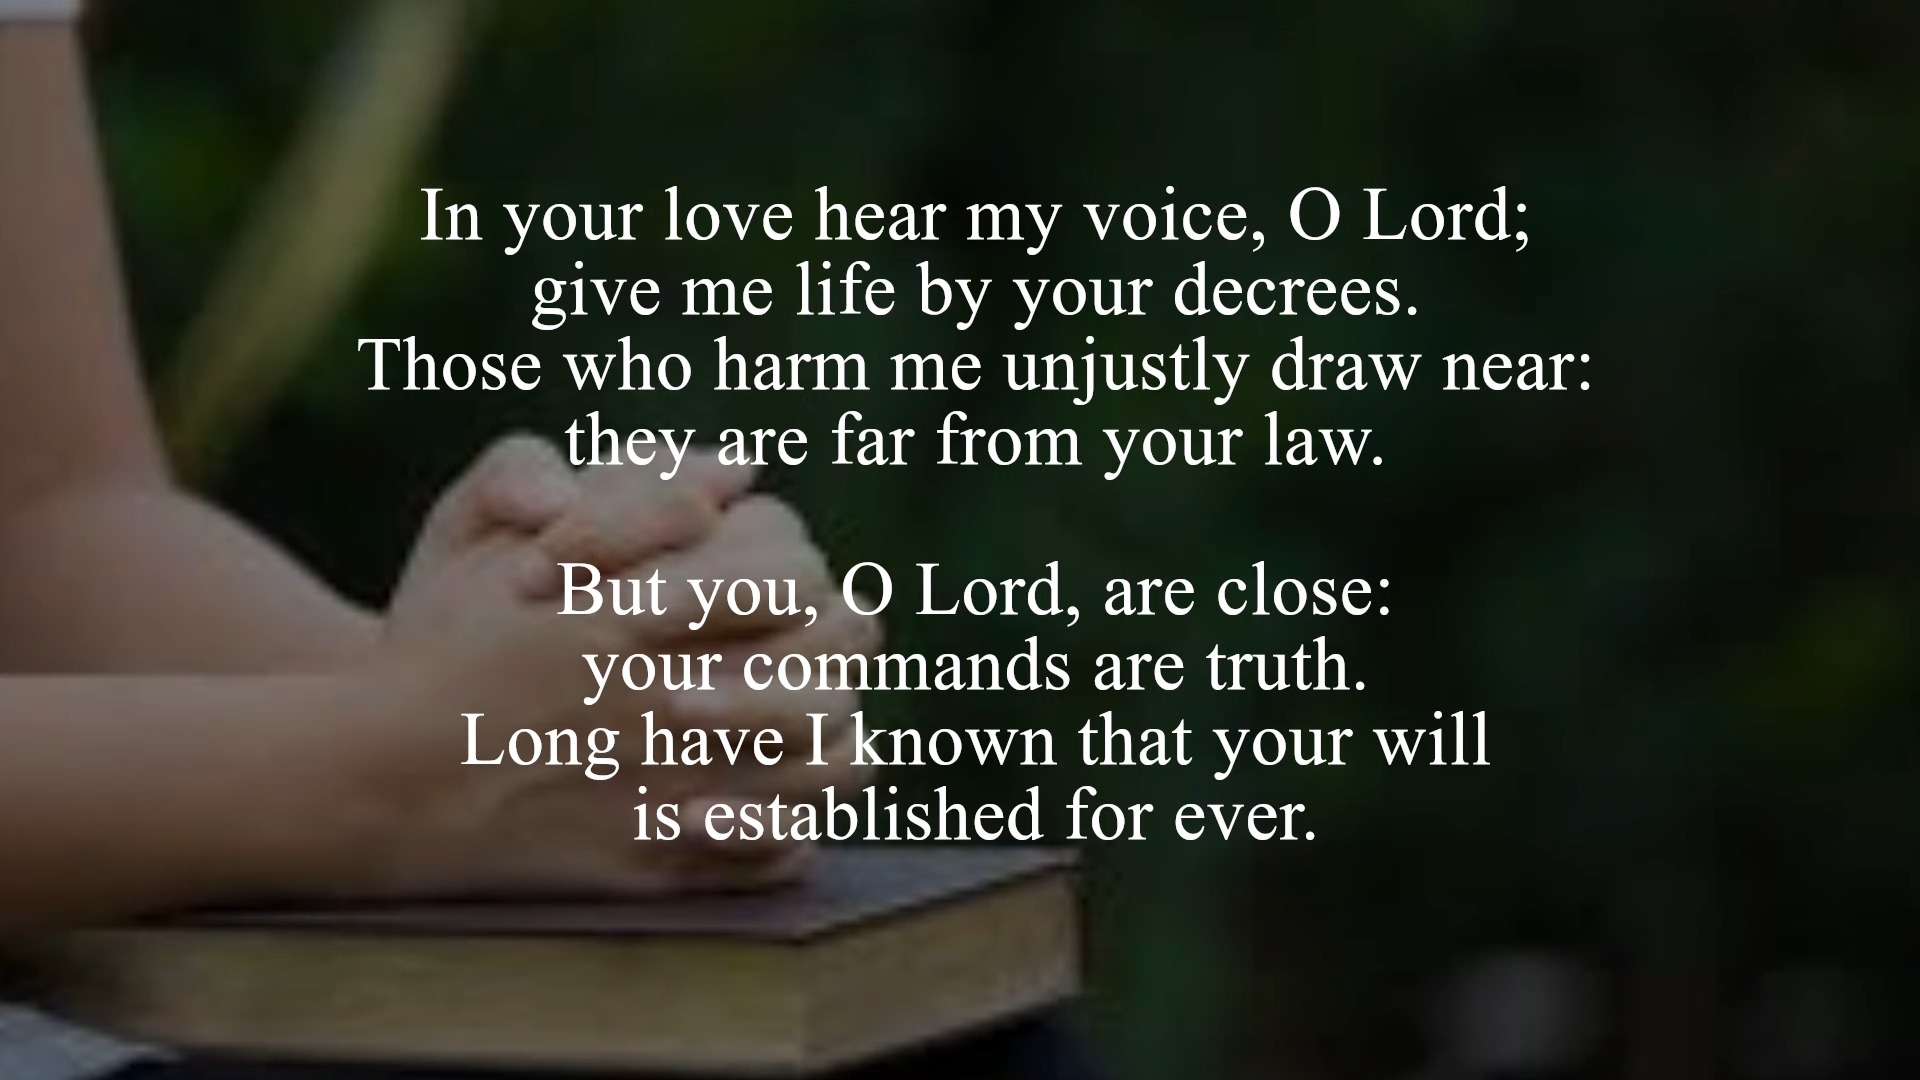 In your love hear my voice, O Lord;
give me life by your decrees.
Those who harm me unjustly draw near:
they are far from your law.
But you, O Lord, are close:
your commands are truth.
Long have I known that your will
is established for ever.